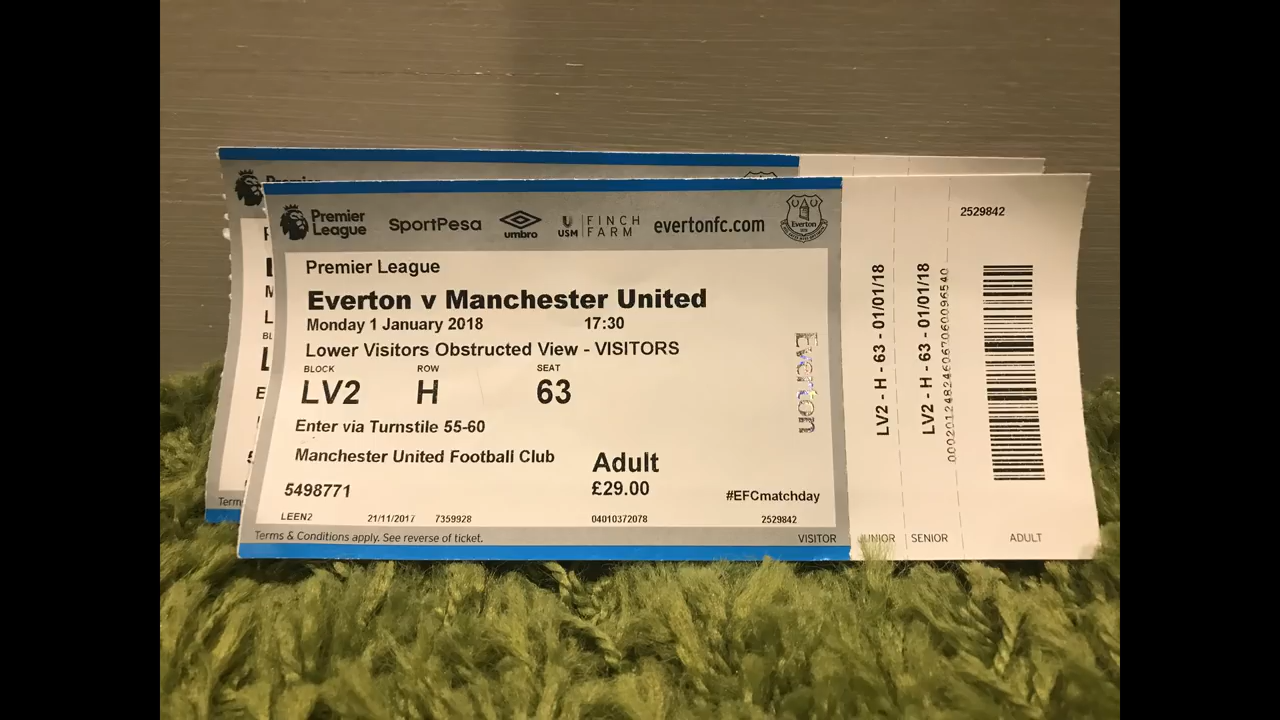 Premier
League
SportPesa
umbro
USM
FINCH
FARM
evertonfc.com
Everton
Premier League
Everton v Manchester United
Monday 1 January 2018 17:30
Lower Visitors Obstructed View - VISITORS
BLOCK ROW SEAT
LV2 H 63
Enter via Turnstile 55-60
Manchester United Football Club
Adult
5498771
£29.00
#EFCmatchday
LEEN2 21/11/2017 7359928 04010372078 2529842
Terms & Conditions apply. See reverse of ticket.
VISITOR
Everton
LV2 - H - 63 - 01/01/18
LV2 - H - 63 - 01/01/18
2529842
JUNIOR SENIOR ADULT
Terms